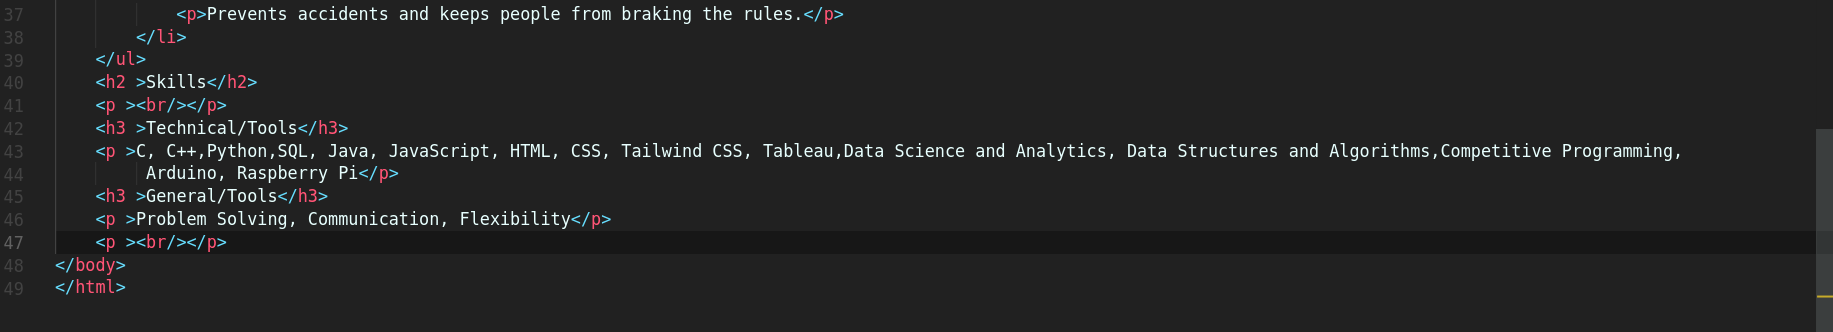 37 <p>Prevents accidents and keeps people from braking the rules.</p>
38 </li>
39 </ul>
40 <h2 >Skills</h2>
41 <p ><br/></p>
42 <h3 >Technical/Tools</h3>
43 <p >C, C++,Python,SQL, Java, JavaScript, HTML, CSS, Tailwind CSS, Tableau,Data Science and Analytics, Data Structures and Algorithms,Competitive Programming,
44 Arduino, Raspberry Pi</p>
45 <h3 >General/Tools</h3>
46 <p >Problem Solving, Communication, Flexibility</p>
47 <p ><br/></p>
48 </body>
49 </html>